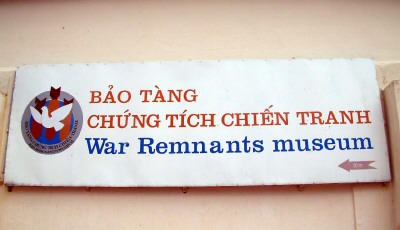 BẢO TÀNG
CHỨNG TÍCH CHIẾN TRANH
War Remnants museum